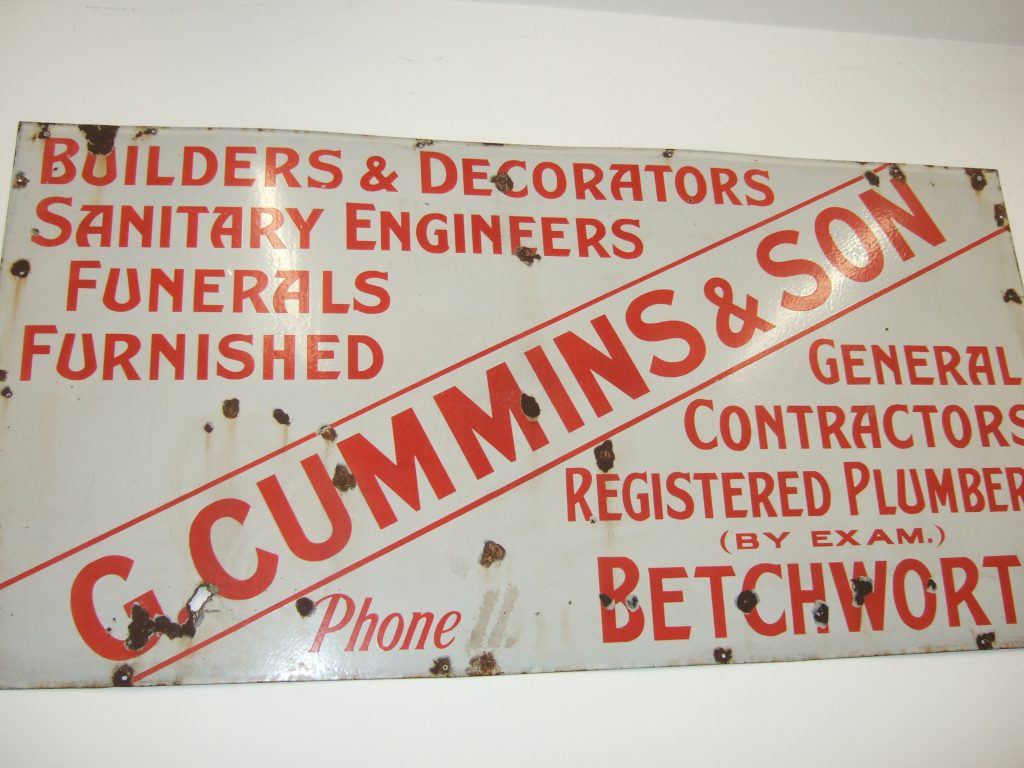 BUILDERS & DECORATORS
SANITARY ENGINEERS
FUNERALS
FURNISHED
G. CUMMINS & SON
GENERAL
CONTRACTORS
REGISTERED PLUMBER
(BY EXAM.)
BETCHWORT
Phone